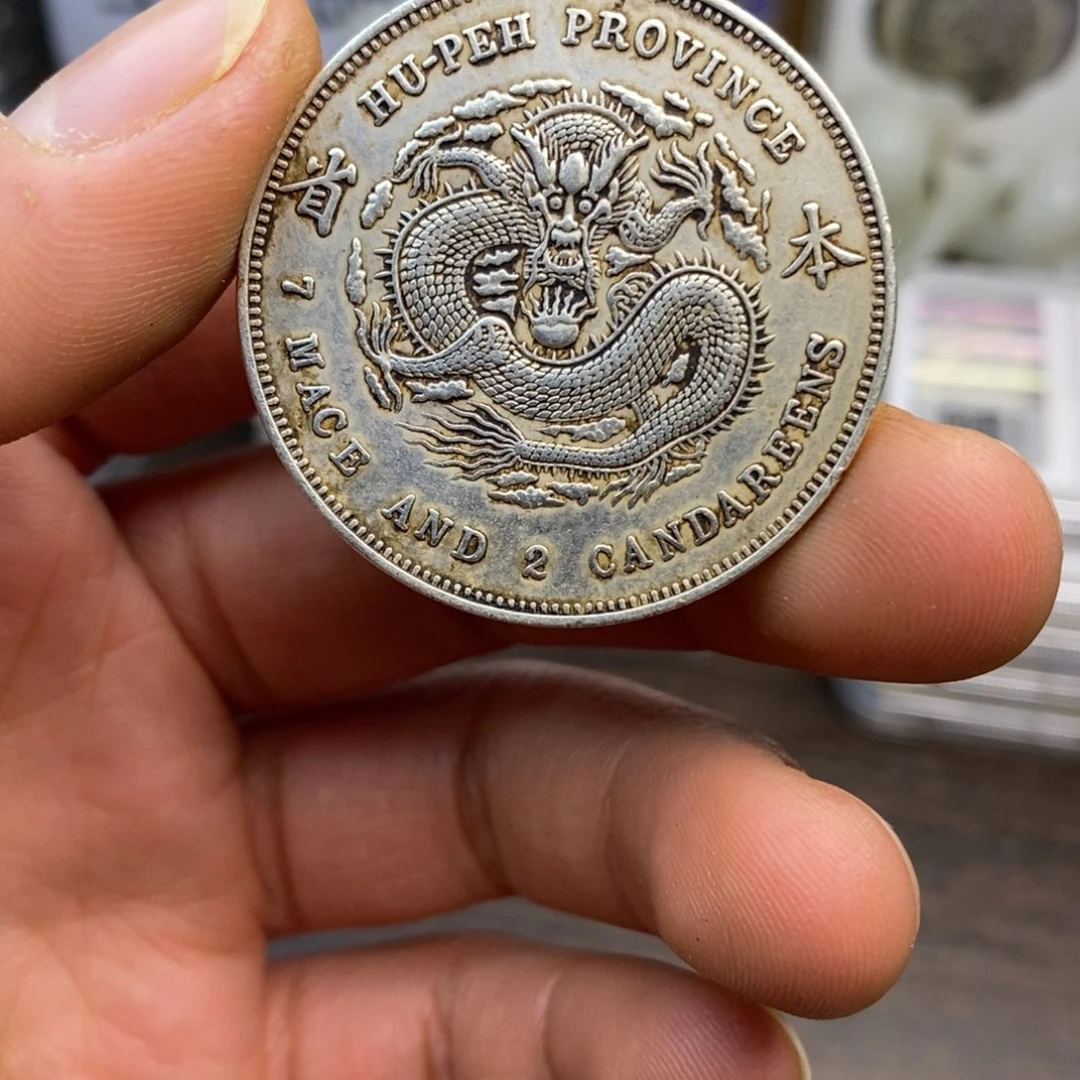 HU-PEH PROVINCE
本省
7 MACE AND 2 CANDAREENS